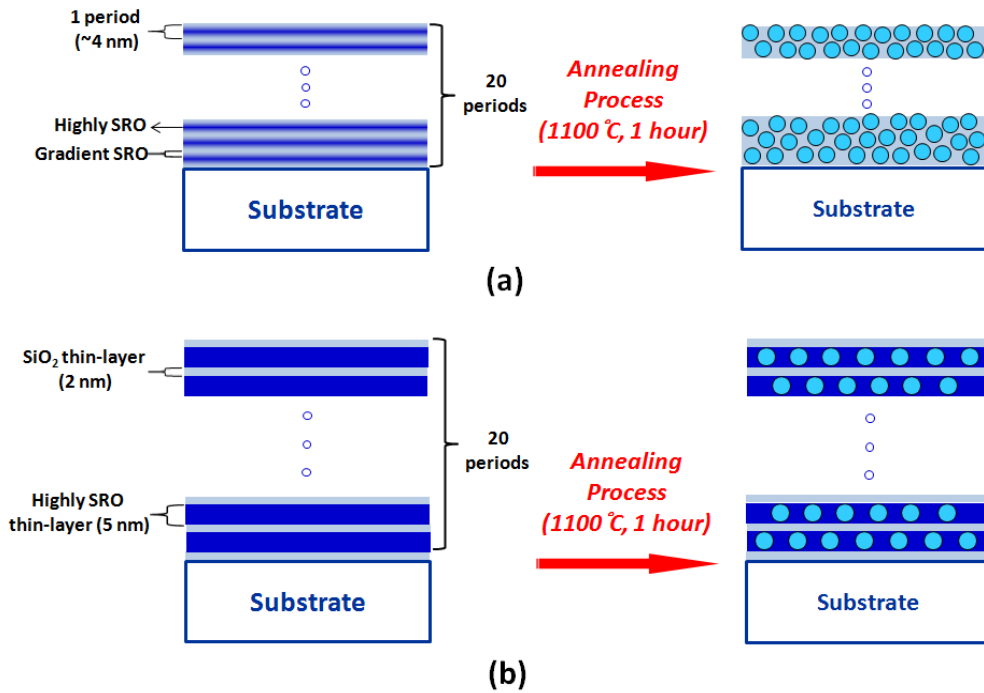 1 period
(~4 nm)
Highly SRO
Gradient SRO
20
periods
Substrate
Annealing
Process
(1100 ℃, 1 hour)
Substrate
(a)
SiO₂ thin-layer
(2 nm)
Highly SRO
thin-layer (5 nm)
20
periods
Substrate
Annealing
Process
(1100 ℃, 1 hour)
Substrate
(b)